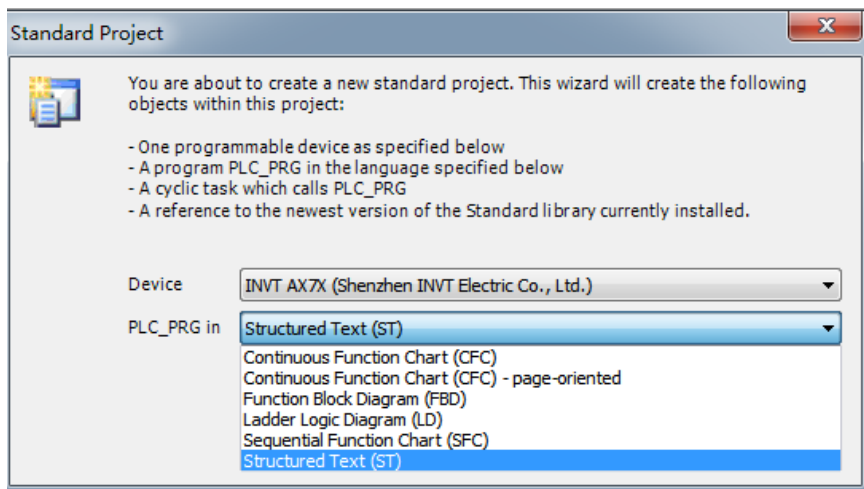 Standard Project
You are about to create a new standard project. This wizard will create the following
objects within this project:
- One programmable device as specified below
- A program PLC_PRG in the language specified below
- A cyclic task which calls PLC_PRG
- A reference to the newest version of the Standard library currently installed.
Device INVT AX7X (Shenzhen INVT Electric Co., Ltd.)
PLC_PRG in Structured Text (ST)
Continuous Function Chart (CFC)
Continuous Function Chart (CFC) - page-oriented
Function Block Diagram (FBD)
Ladder Logic Diagram (LD)
Sequential Function Chart (SFC)
Structured Text (ST)